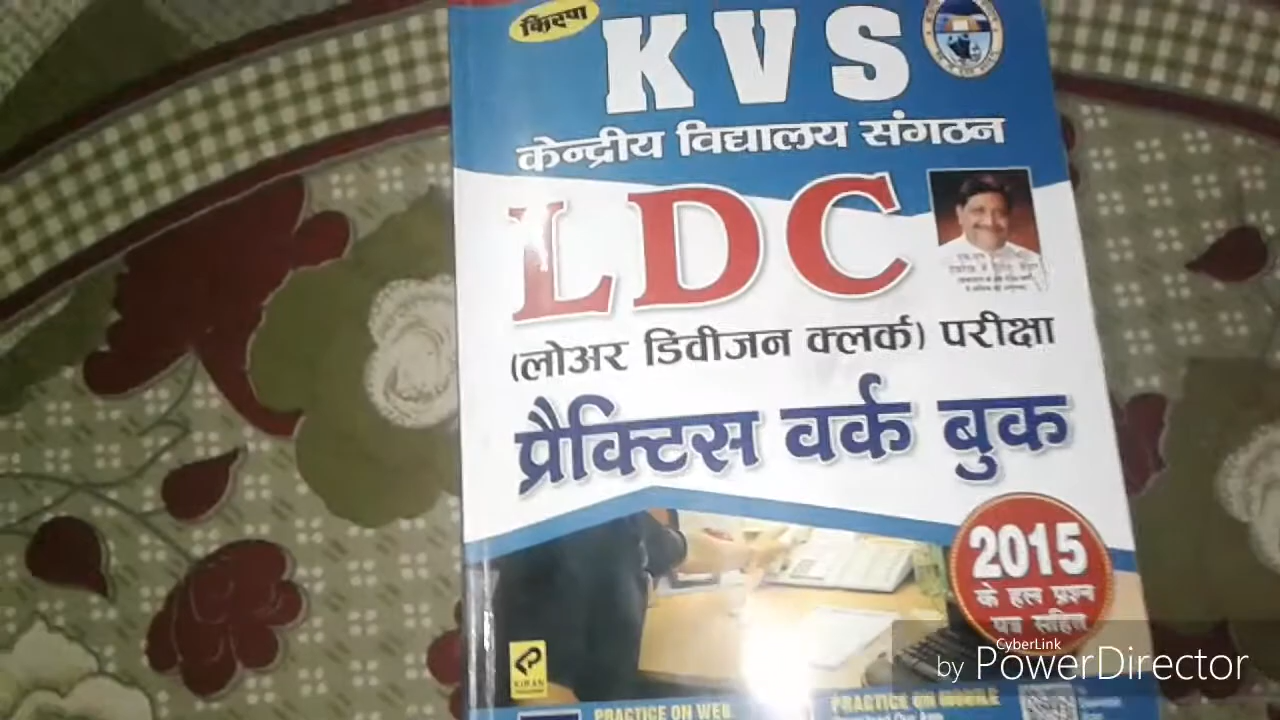 किरण
KVS
केन्द्रीय विद्यालय संगठन
LDC
(लोअर डिवीजन क्लर्क) परीक्षा
प्रैक्टिस वर्क बुक
2015
के हल प्रश्न
पत्र सहित
KIRAN
PRACTICE ON WEB
PRACTICE ON MOBILE
CyberLink
by PowerDirector